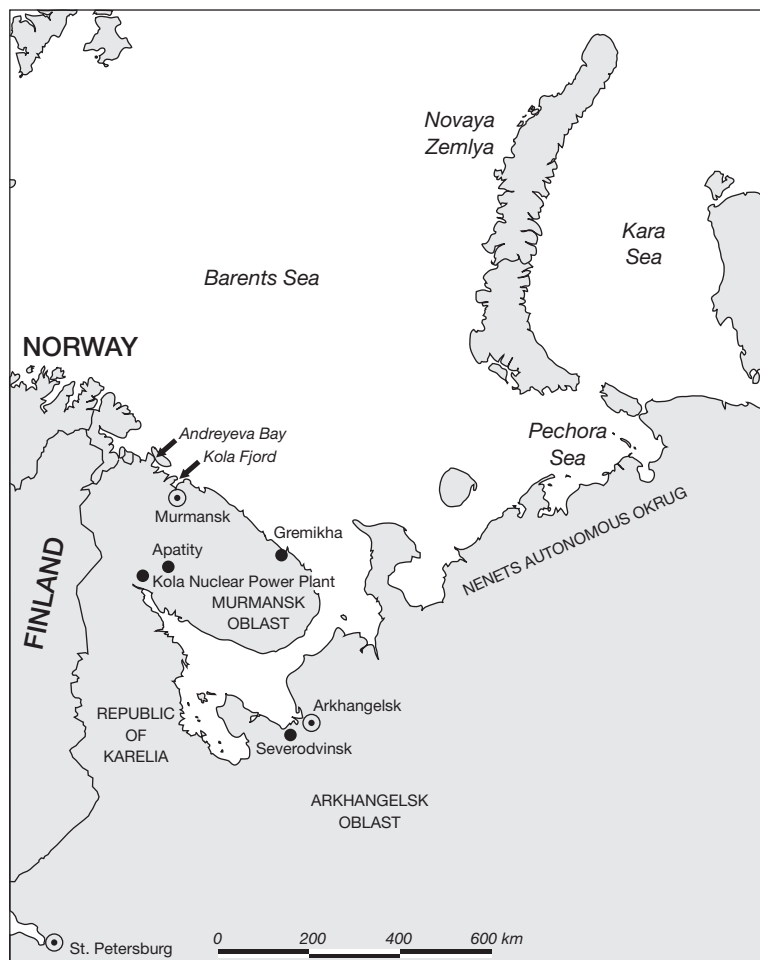 Novaya
Zemlya
Kara
Sea
Barents Sea
NORWAY
Andreyeva Bay
Kola Fjord
Pechora
Sea
Murmansk
Gremikha
NENETS AUTONOMOUS OKRUG
Apatity
Kola Nuclear Power Plant
MURMANSK
OBLAST
FINLAND
Arkhangelsk
REPUBLIC
OF
KARELIA
Severodvinsk
ARKHANGELSK
OBLAST
St. Petersburg
0 200 400 600 km